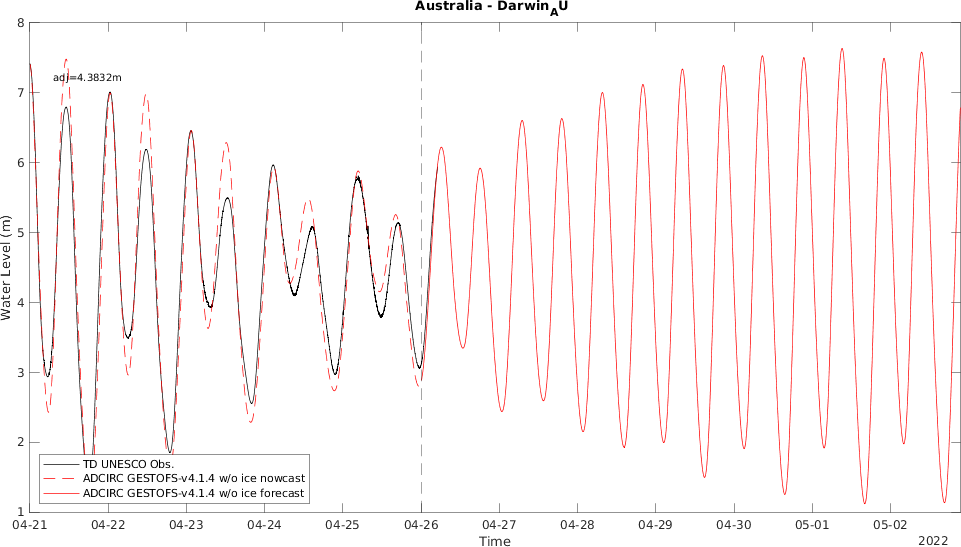 Australia - Darwin_AU
adj=4.3832m
8
7
6
5
4
3
2
1
Water Level (m)
TD UNESCO Obs.
ADCIRC GESTOFS-v4.1.4 w/o ice nowcast
ADCIRC GESTOFS-v4.1.4 w/o ice forecast
04-21 04-22 04-23 04-24 04-25 04-26 04-27 04-28 04-29 04-30 05-01 05-02
Time
2022